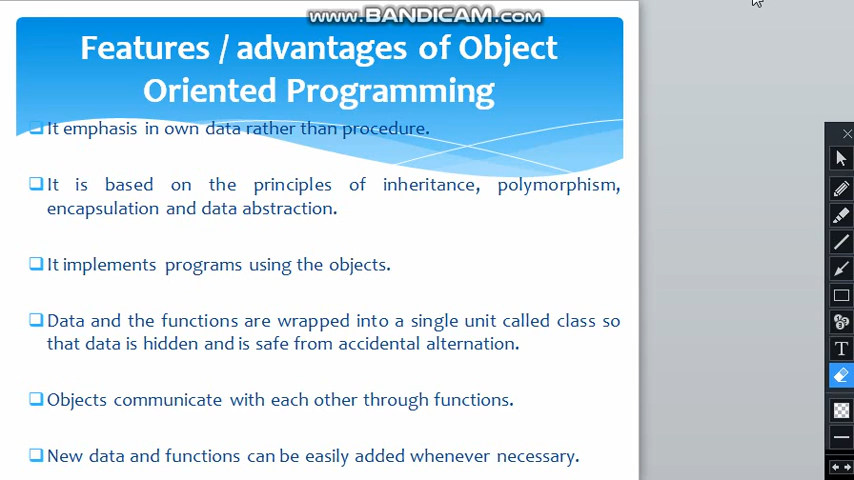 www.BANDICAM.com
Features / advantages of Object
Oriented Programming
It emphasis in own data rather than procedure.
It is based on the principles of inheritance, polymorphism,
encapsulation and data abstraction.
It implements programs using the objects.
Data and the functions are wrapped into a single unit called class so
that data is hidden and is safe from accidental alternation.
Objects communicate with each other through functions.
New data and functions can be easily added whenever necessary.
T